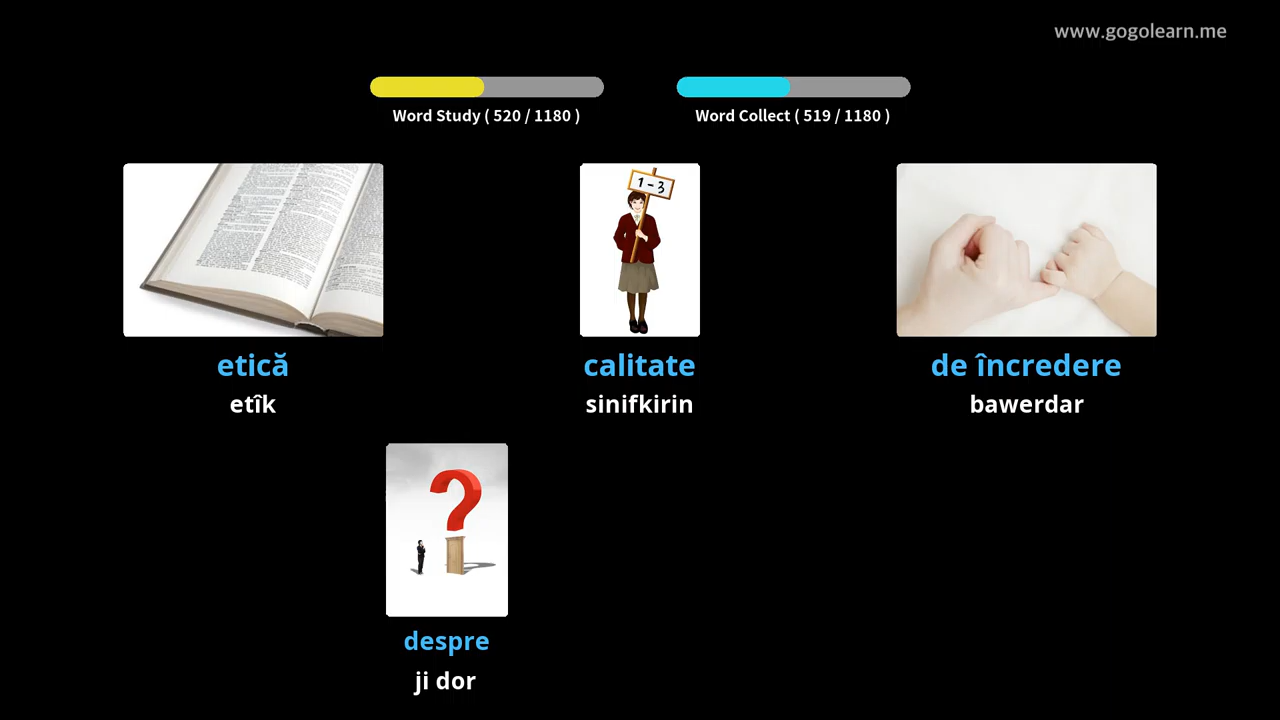 www.gogolearn.me
Word Study ( 520 / 1180 )
Word Collect ( 519 / 1180 )
1 - 3
etică
etîk
calitate
sinifkirin
de încredere
bawerdar
despre
ji dor